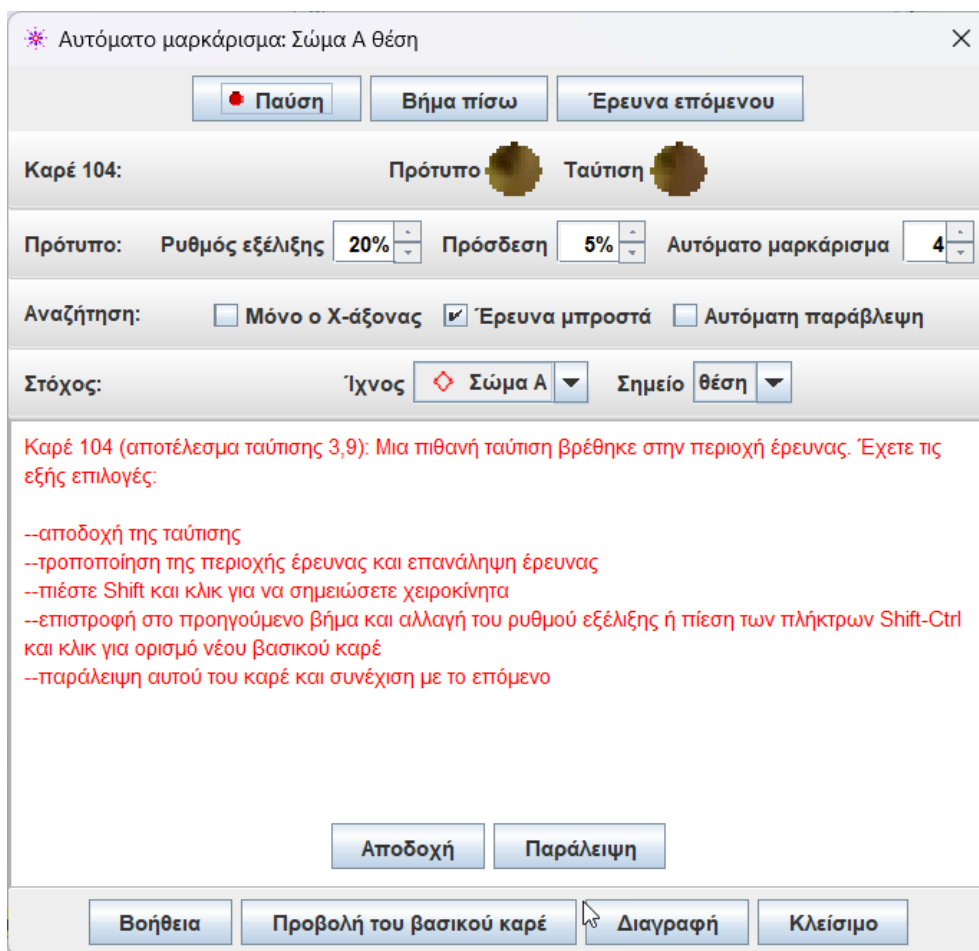 Αυτόματο μαρκάρισμα: Σώμα A θέση
Παύση Βήμα πίσω Έρευνα επόμενου
Καρέ 104: Πρότυπο Ταύτιση
Πρότυπο: Ρυθμός εξέλιξης 20% Πρόσδεση 5% Αυτόματο μαρκάρισμα 4
Αναζήτηση: Μόνο ο Χ-άξονας Έρευνα μπροστά Αυτόματη παράβλεψη
Στόχος: Ίχνος Σώμα A Σημείο θέση
Καρέ 104 (αποτέλεσμα ταύτισης 3,9): Μια πιθανή ταύτιση βρέθηκε στην περιοχή έρευνας. Έχετε τις
εξής επιλογές:
--αποδοχή της ταύτισης
--τροποποίηση της περιοχής έρευνας και επανάληψη έρευνας
--πιέστε Shift και κλικ για να σημειώσετε χειροκίνητα
--επιστροφή στο προηγούμενο βήμα και αλλαγή του ρυθμού εξέλιξης ή πίεση των πλήκτρων Shift-Ctrl
και κλικ για ορισμό νέου βασικού καρέ
--παράλειψη αυτού του καρέ και συνέχιση με το επόμενο
Αποδοχή Παράλειψη
Βοήθεια Προβολή του βασικού καρέ Διαγραφή Κλείσιμο